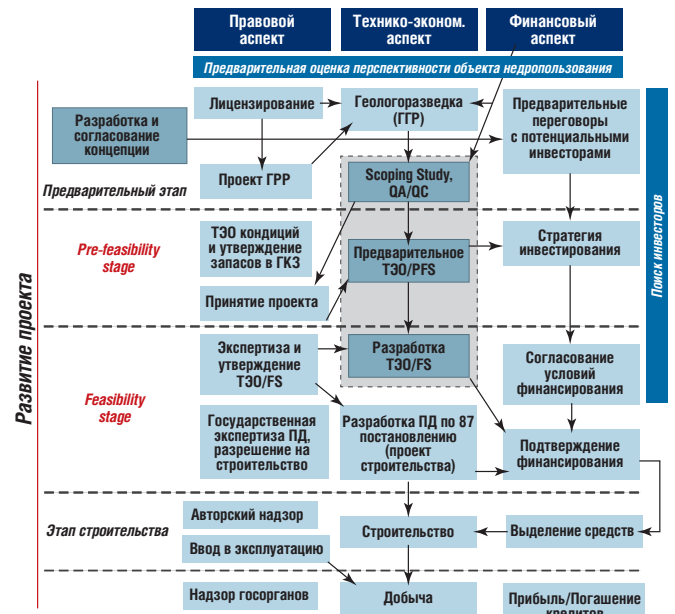 Правовой
аспект
Технико-эконом.
аспект
Финансовый
аспект
Предварительная оценка перспективности объекта недропользования
Разработка и
согласование
концепции
Лицензирование
Геологоразведка
(ГГР)
Предварительные
переговоры
с потенциальными
инвесторами
Проект ГРР
Scoping Study,
QA/QC
Предварительный этап
Pre-feasibility
stage
ТЭО кондиций
и утверждение
запасов в ГКЗ
Предварительное
ТЭО/PFS
Стратегия
инвестирования
Принятие проекта
Поиск инвесторов
Развитие проекта
Feasibility
stage
Экспертиза и
утверждение
ТЭО/FS
Разработка
ТЭО/FS
Согласование
условий
финансирования
Государственная
экспертиза ПД,
разрешение на
строительство
Разработка ПД по 87
постановлению
(проект
строительства)
Подтверждение
финансирования
Этап строительства
Авторский надзор
Ввод в эксплуатацию
Строительство
Выделение средств
Надзор госорганов
Добыча
Прибыль/Погашение
кредитов